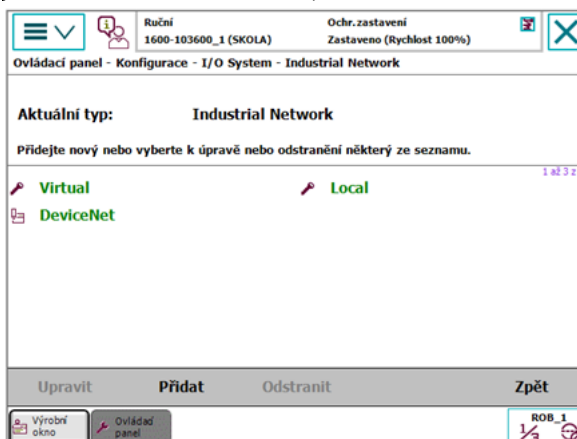 Ruční
1600-103600_1 (SKOLA)
Ochr.zastavení
Zastaveno (Rychlost 100%)
Ovládací panel - Konfigurace - I/O System - Industrial Network
Aktuální typ: Industrial Network
Přidejte nový nebo vyberte k úpravě nebo odstranění některý ze seznamu.
1 až 3 z
Virtual Local
DeviceNet
Upravit Přidat Odstranit Zpět
Výrobní
okno
Ovládací
panel
ROB_1
1/3